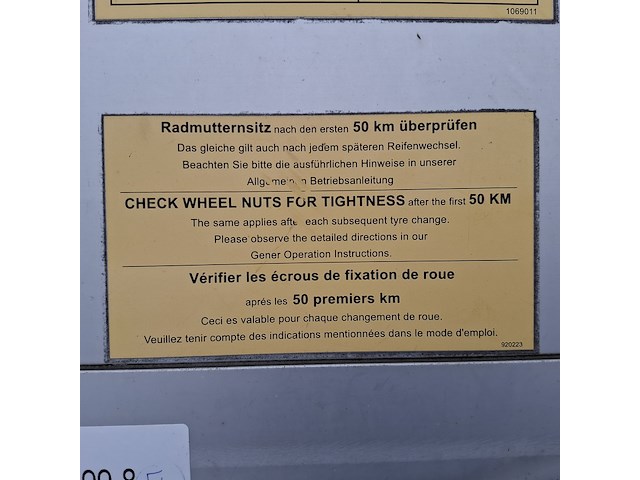 1069011
Radmutternsitz nach den ersten 50 km überprüfen
Das gleiche gilt auch nach jedem späteren Reifenwechsel.
Beachten Sie bitte die ausführlichen Hinweise in unserer
Allgemeinen Betriebsanleitung
CHECK WHEEL NUTS FOR TIGHTNESS after the first 50 KM
The same applies after each subsequent tyre change.
Please observe the detailed directions in our
Gener Operation Instructions.
Vérifier les écrous de fixation de roue
aprés les 50 premiers km
Ceci es valable pour chaque changement de roue.
Veuillez tenir compte des indications mentionnées dans le mode d'emploi.
920223